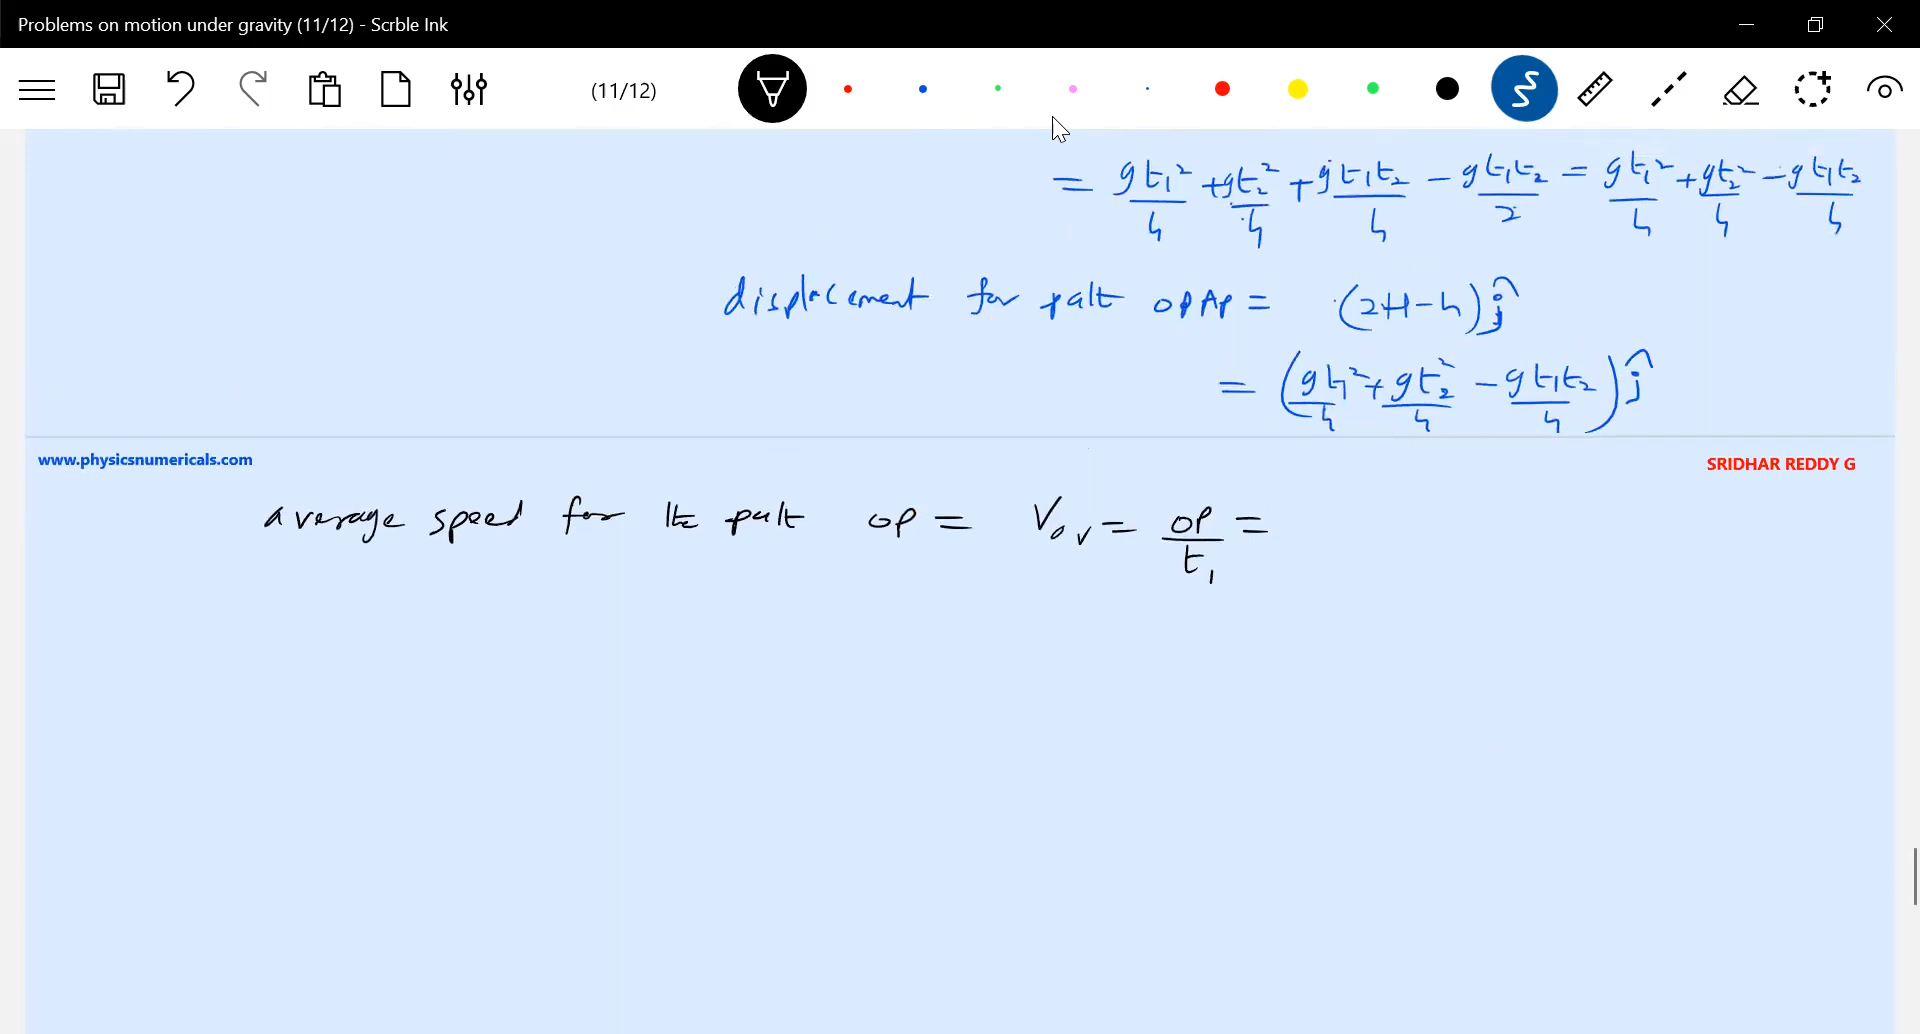 Problems on motion under gravity (11/12) - Scrble Ink
(11/12)
= gt₁²/4 + gt₂²/4 + gt₁t₂/4 - gt₁t₂/2 = gt₁²/4 + gt₂²/4 - gt₁t₂/4
displacement for path OPAP = (2H-h)ĵ
= (gt₁²/4 + gt₂²/4 - gt₁t₂/4)ĵ
www.physicsnumericals.com SRIDHAR REDDY G
average speed for the path OP = Vav = OP/t₁ =